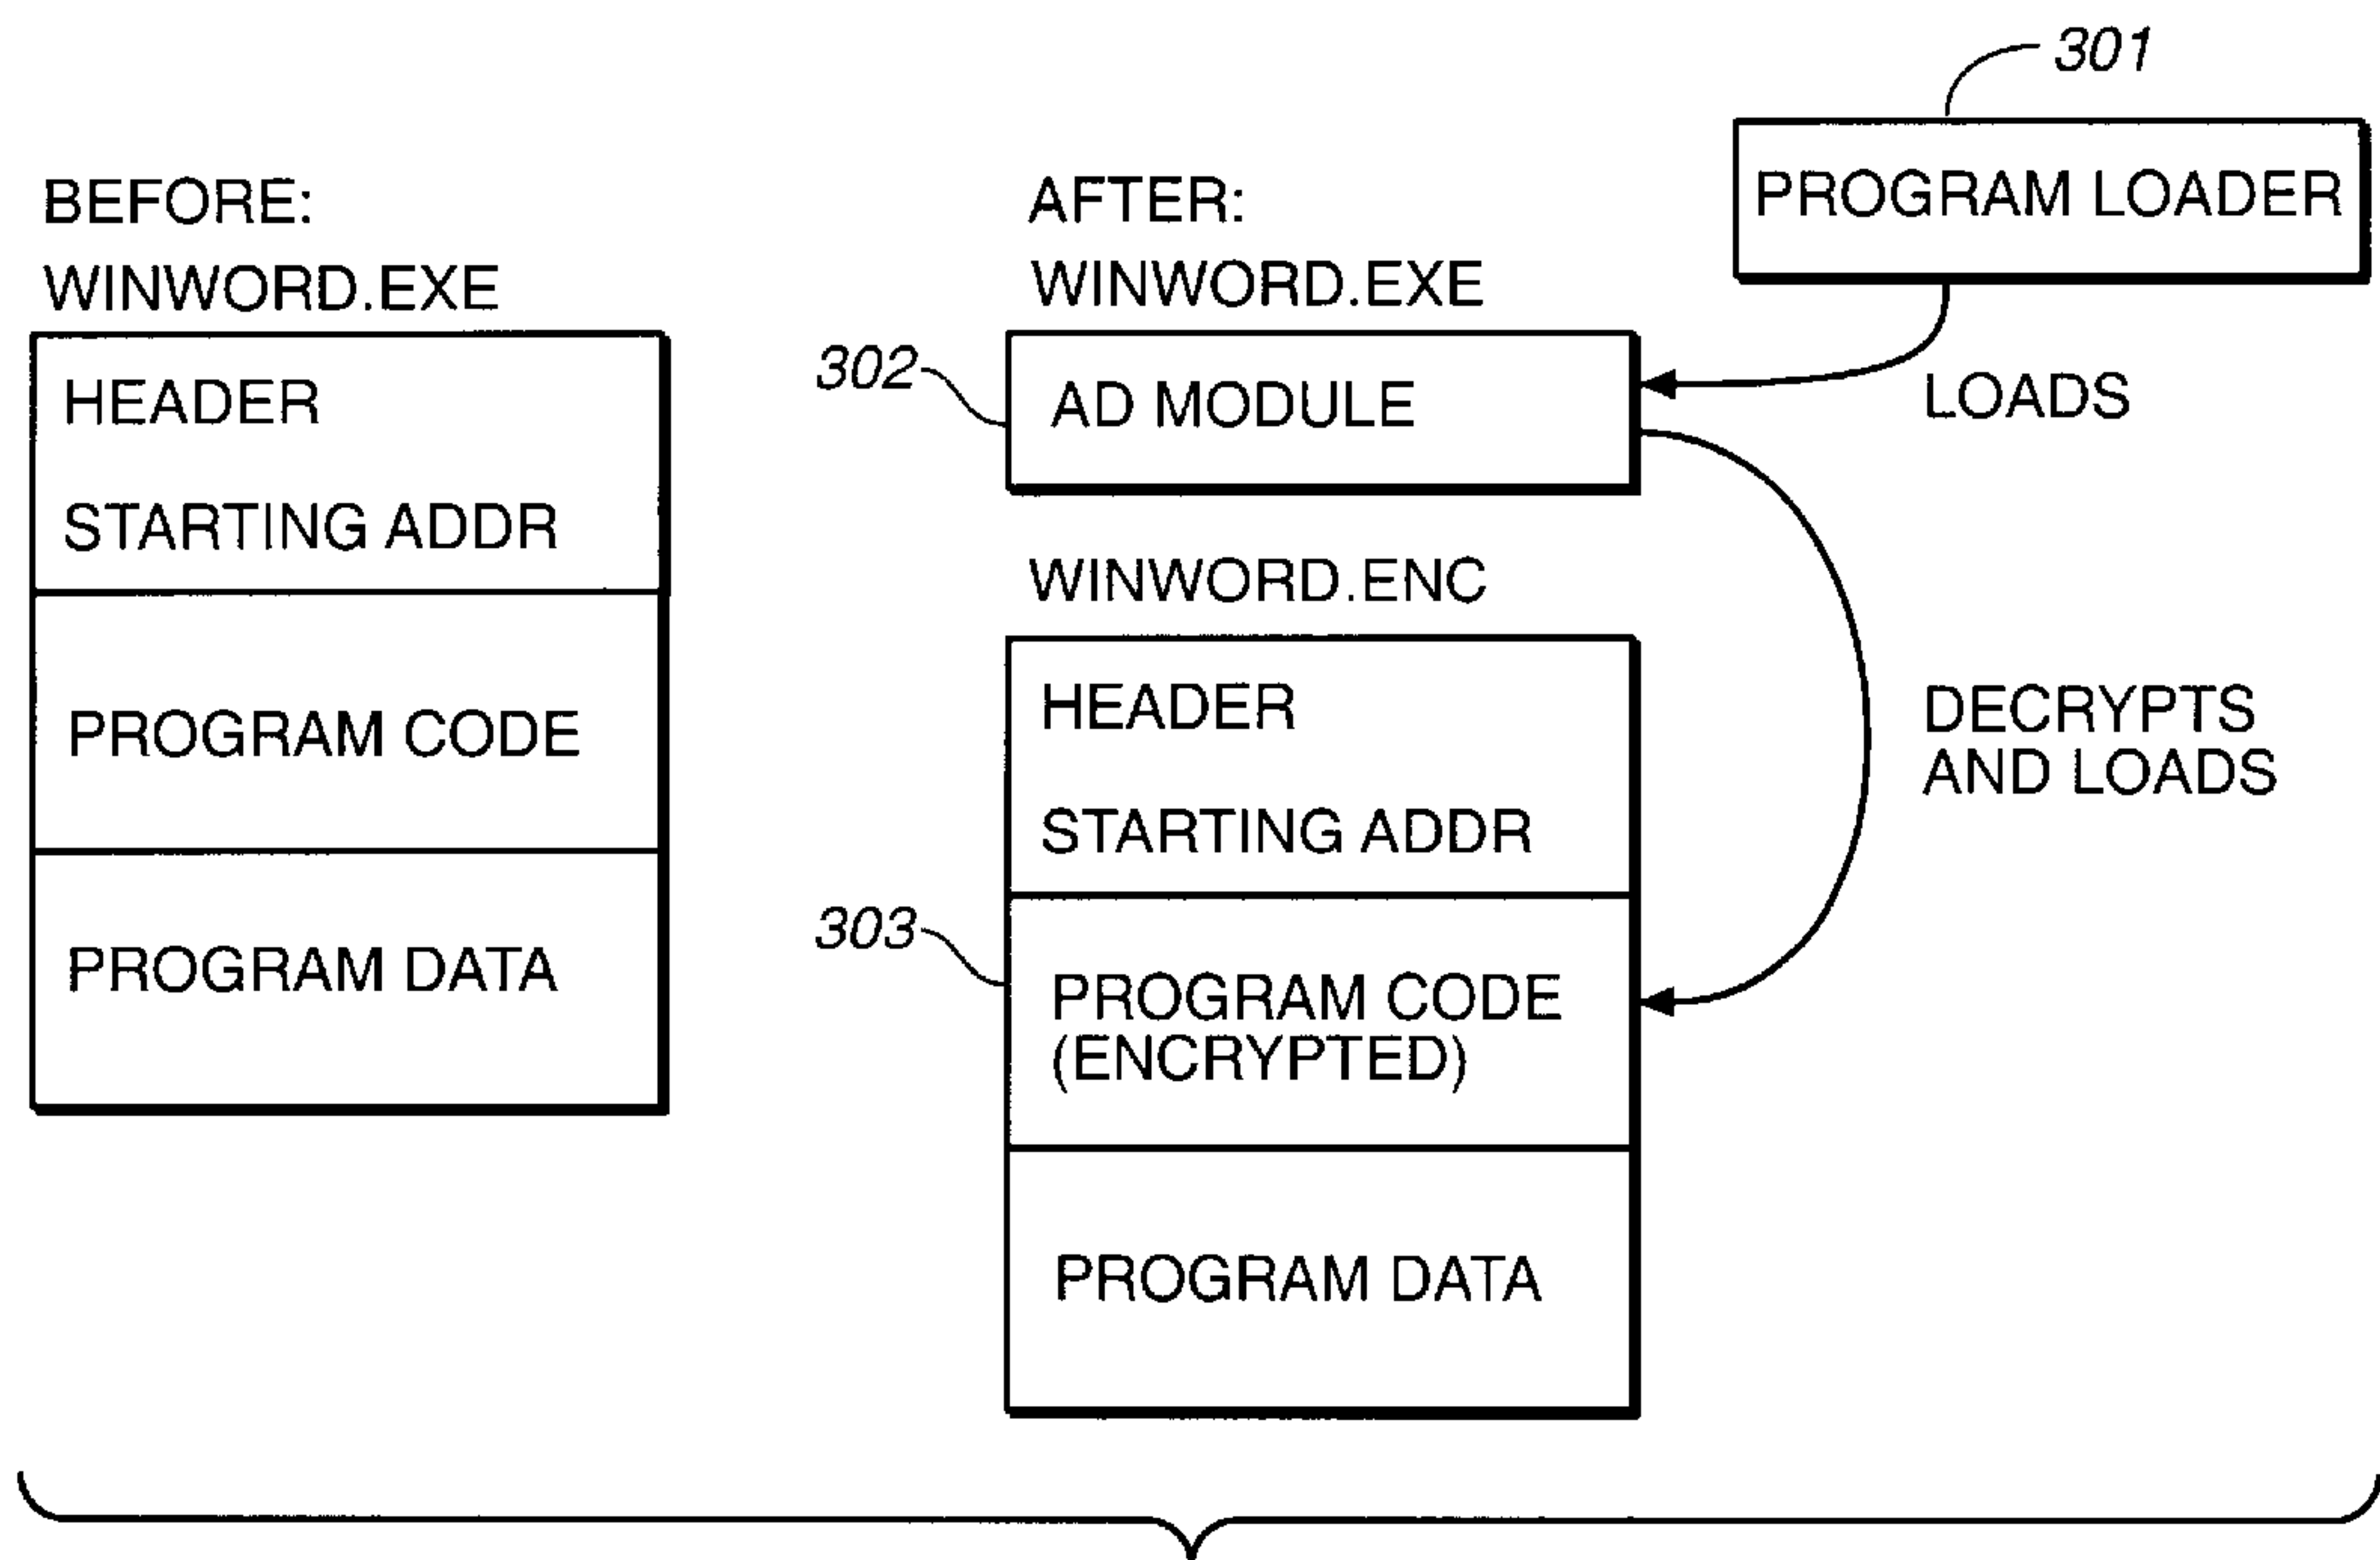 301
PROGRAM LOADER
BEFORE:
WINWORD.EXE
HEADER
STARTING ADDR
PROGRAM CODE
PROGRAM DATA
AFTER:
WINWORD.EXE
302
AD MODULE
LOADS
WINWORD.ENC
HEADER
STARTING ADDR
303
PROGRAM CODE
(ENCRYPTED)
PROGRAM DATA
DECRYPTS
AND LOADS